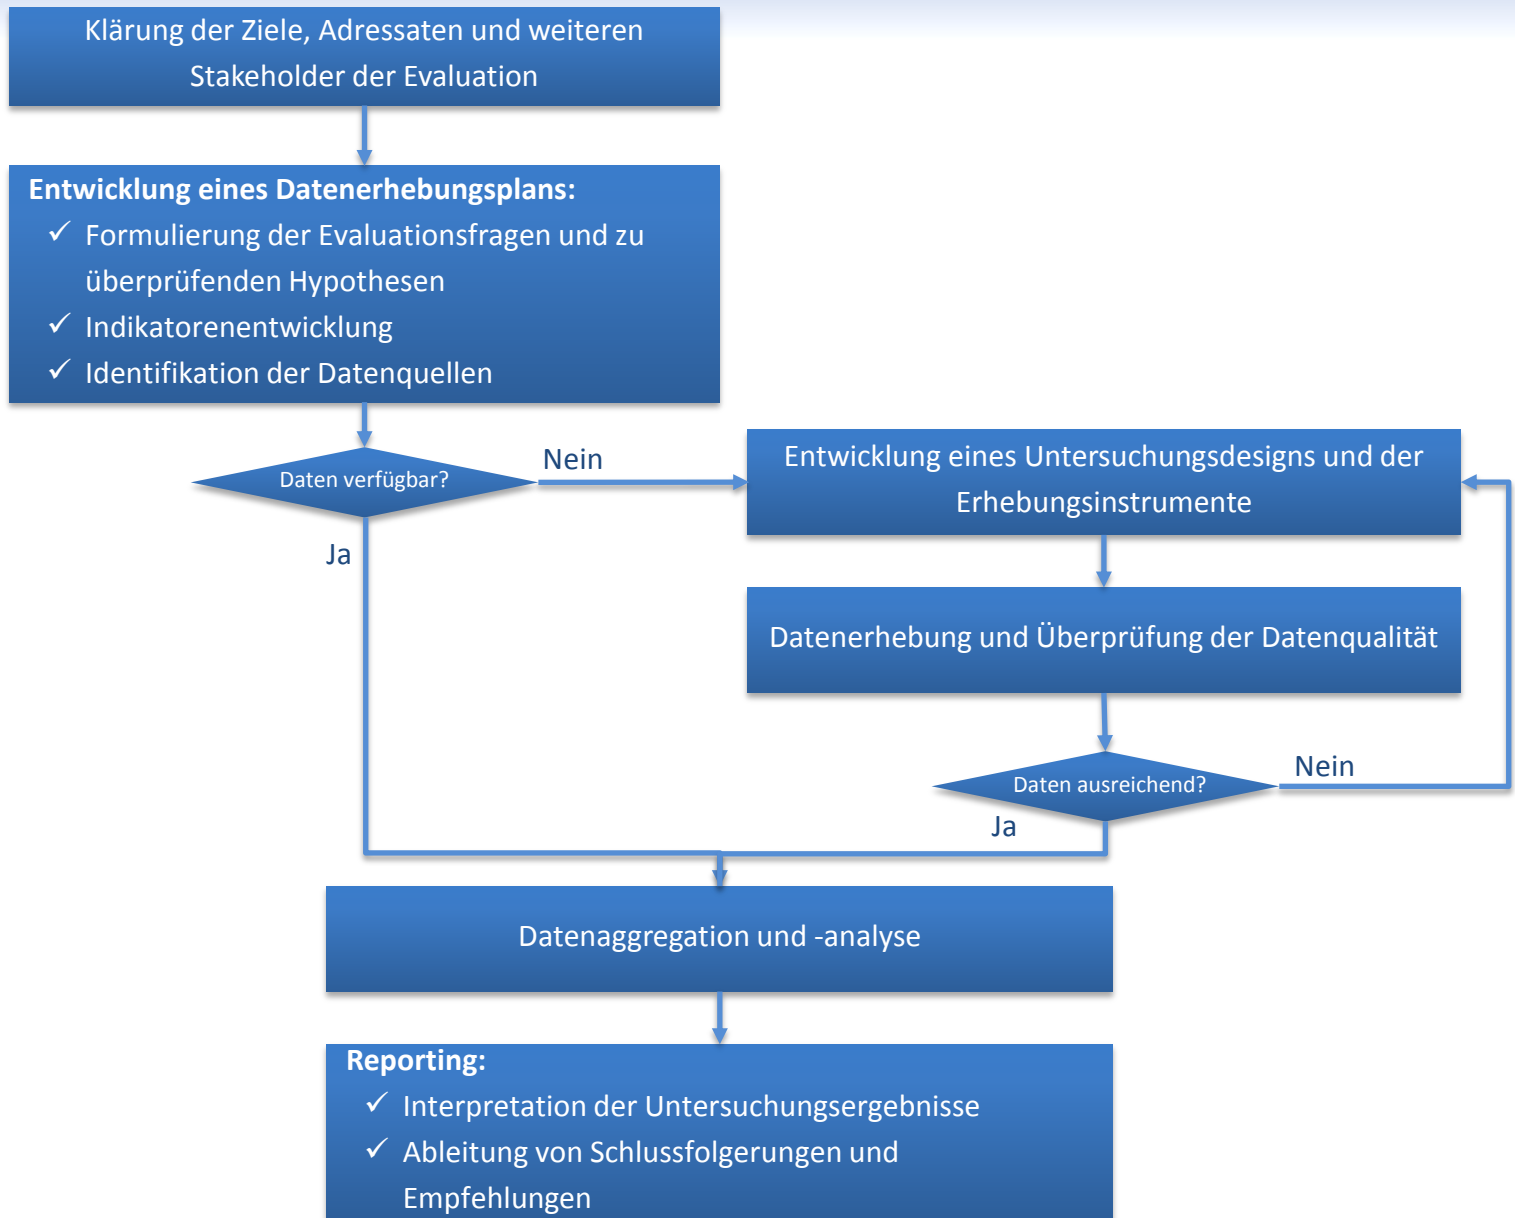 Klärung der Ziele, Adressaten und weiteren
Stakeholder der Evaluation
Entwicklung eines Datenerhebungsplans:
✓ Formulierung der Evaluationsfragen und zu
überprüfenden Hypothesen
✓ Indikatorenentwicklung
✓ Identifikation der Datenquellen
Daten verfügbar?
Nein
Ja
Entwicklung eines Untersuchungsdesigns und der
Erhebungsinstrumente
Datenerhebung und Überprüfung der Datenqualität
Daten ausreichend?
Nein
Ja
Datenaggregation und -analyse
Reporting:
✓ Interpretation der Untersuchungsergebnisse
✓ Ableitung von Schlussfolgerungen und
Empfehlungen